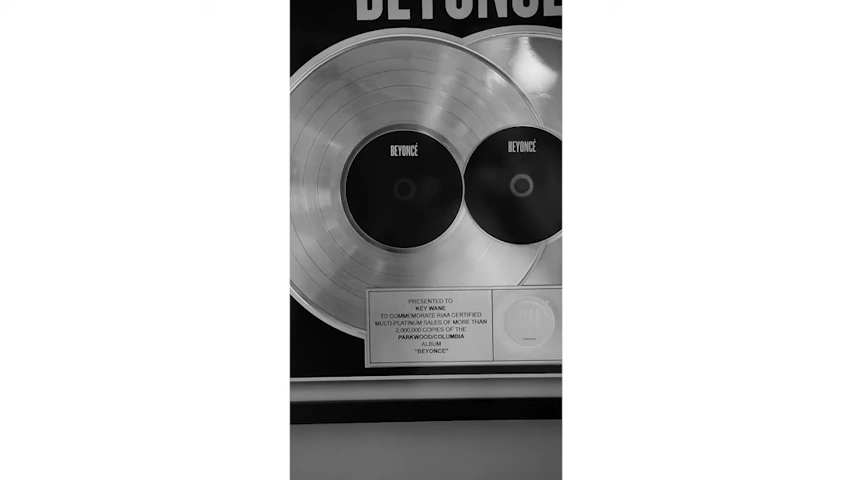 BEYONCÉ
BEYONCÉ
BEYONCÉ
PRESENTED TO
KEY WANE
TO COMMEMORATE RIAA CERTIFIED
MULTI-PLATINUM SALES OF MORE THAN
2,000,000 COPIES OF THE
PARKWOOD/COLUMBIA
ALBUM
"BEYONCE"